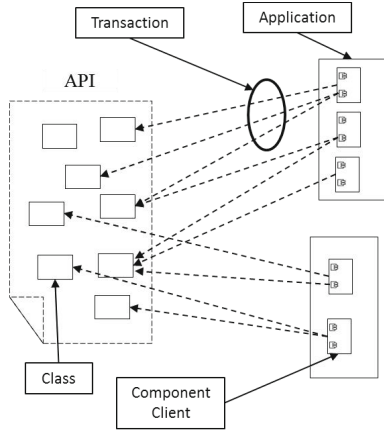 Transaction
Application
API
Class
Component
Client